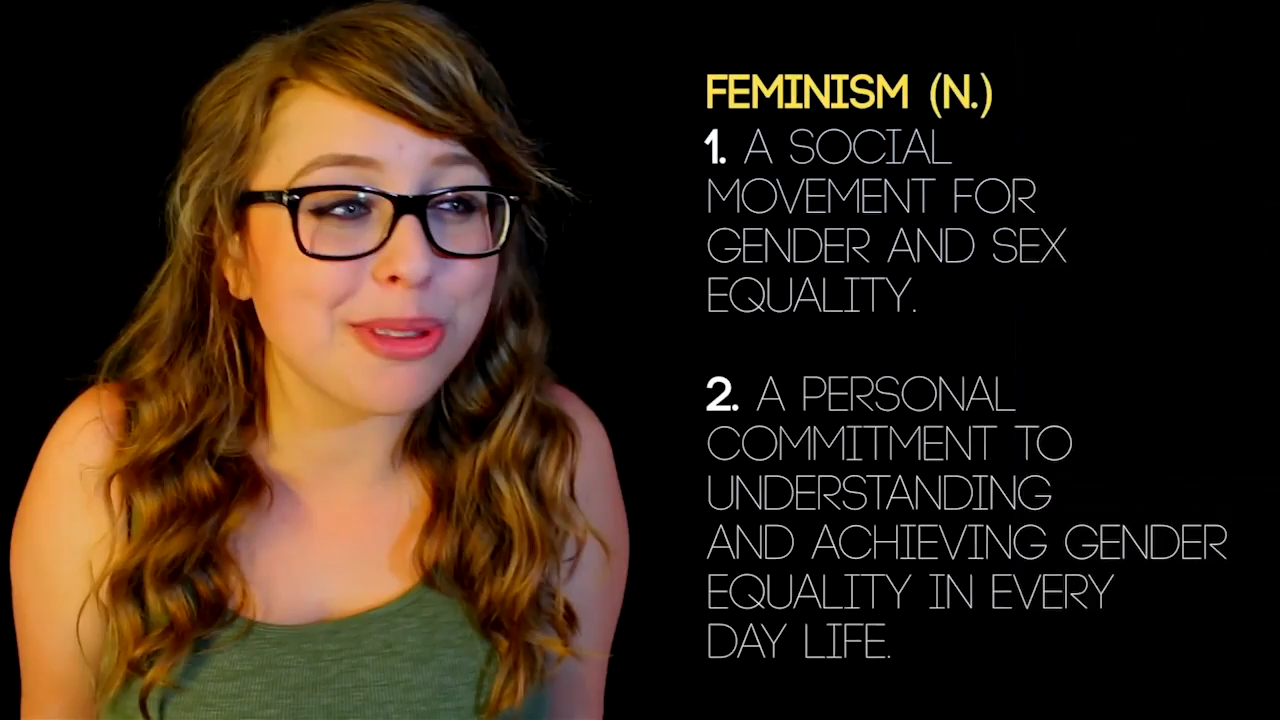 FEMINISM (N.)
1. A SOCIAL
MOVEMENT FOR
GENDER AND SEX
EQUALITY.
2. A PERSONAL
COMMITMENT TO
UNDERSTANDING
AND ACHIEVING GENDER
EQUALITY IN EVERY
DAY LIFE.